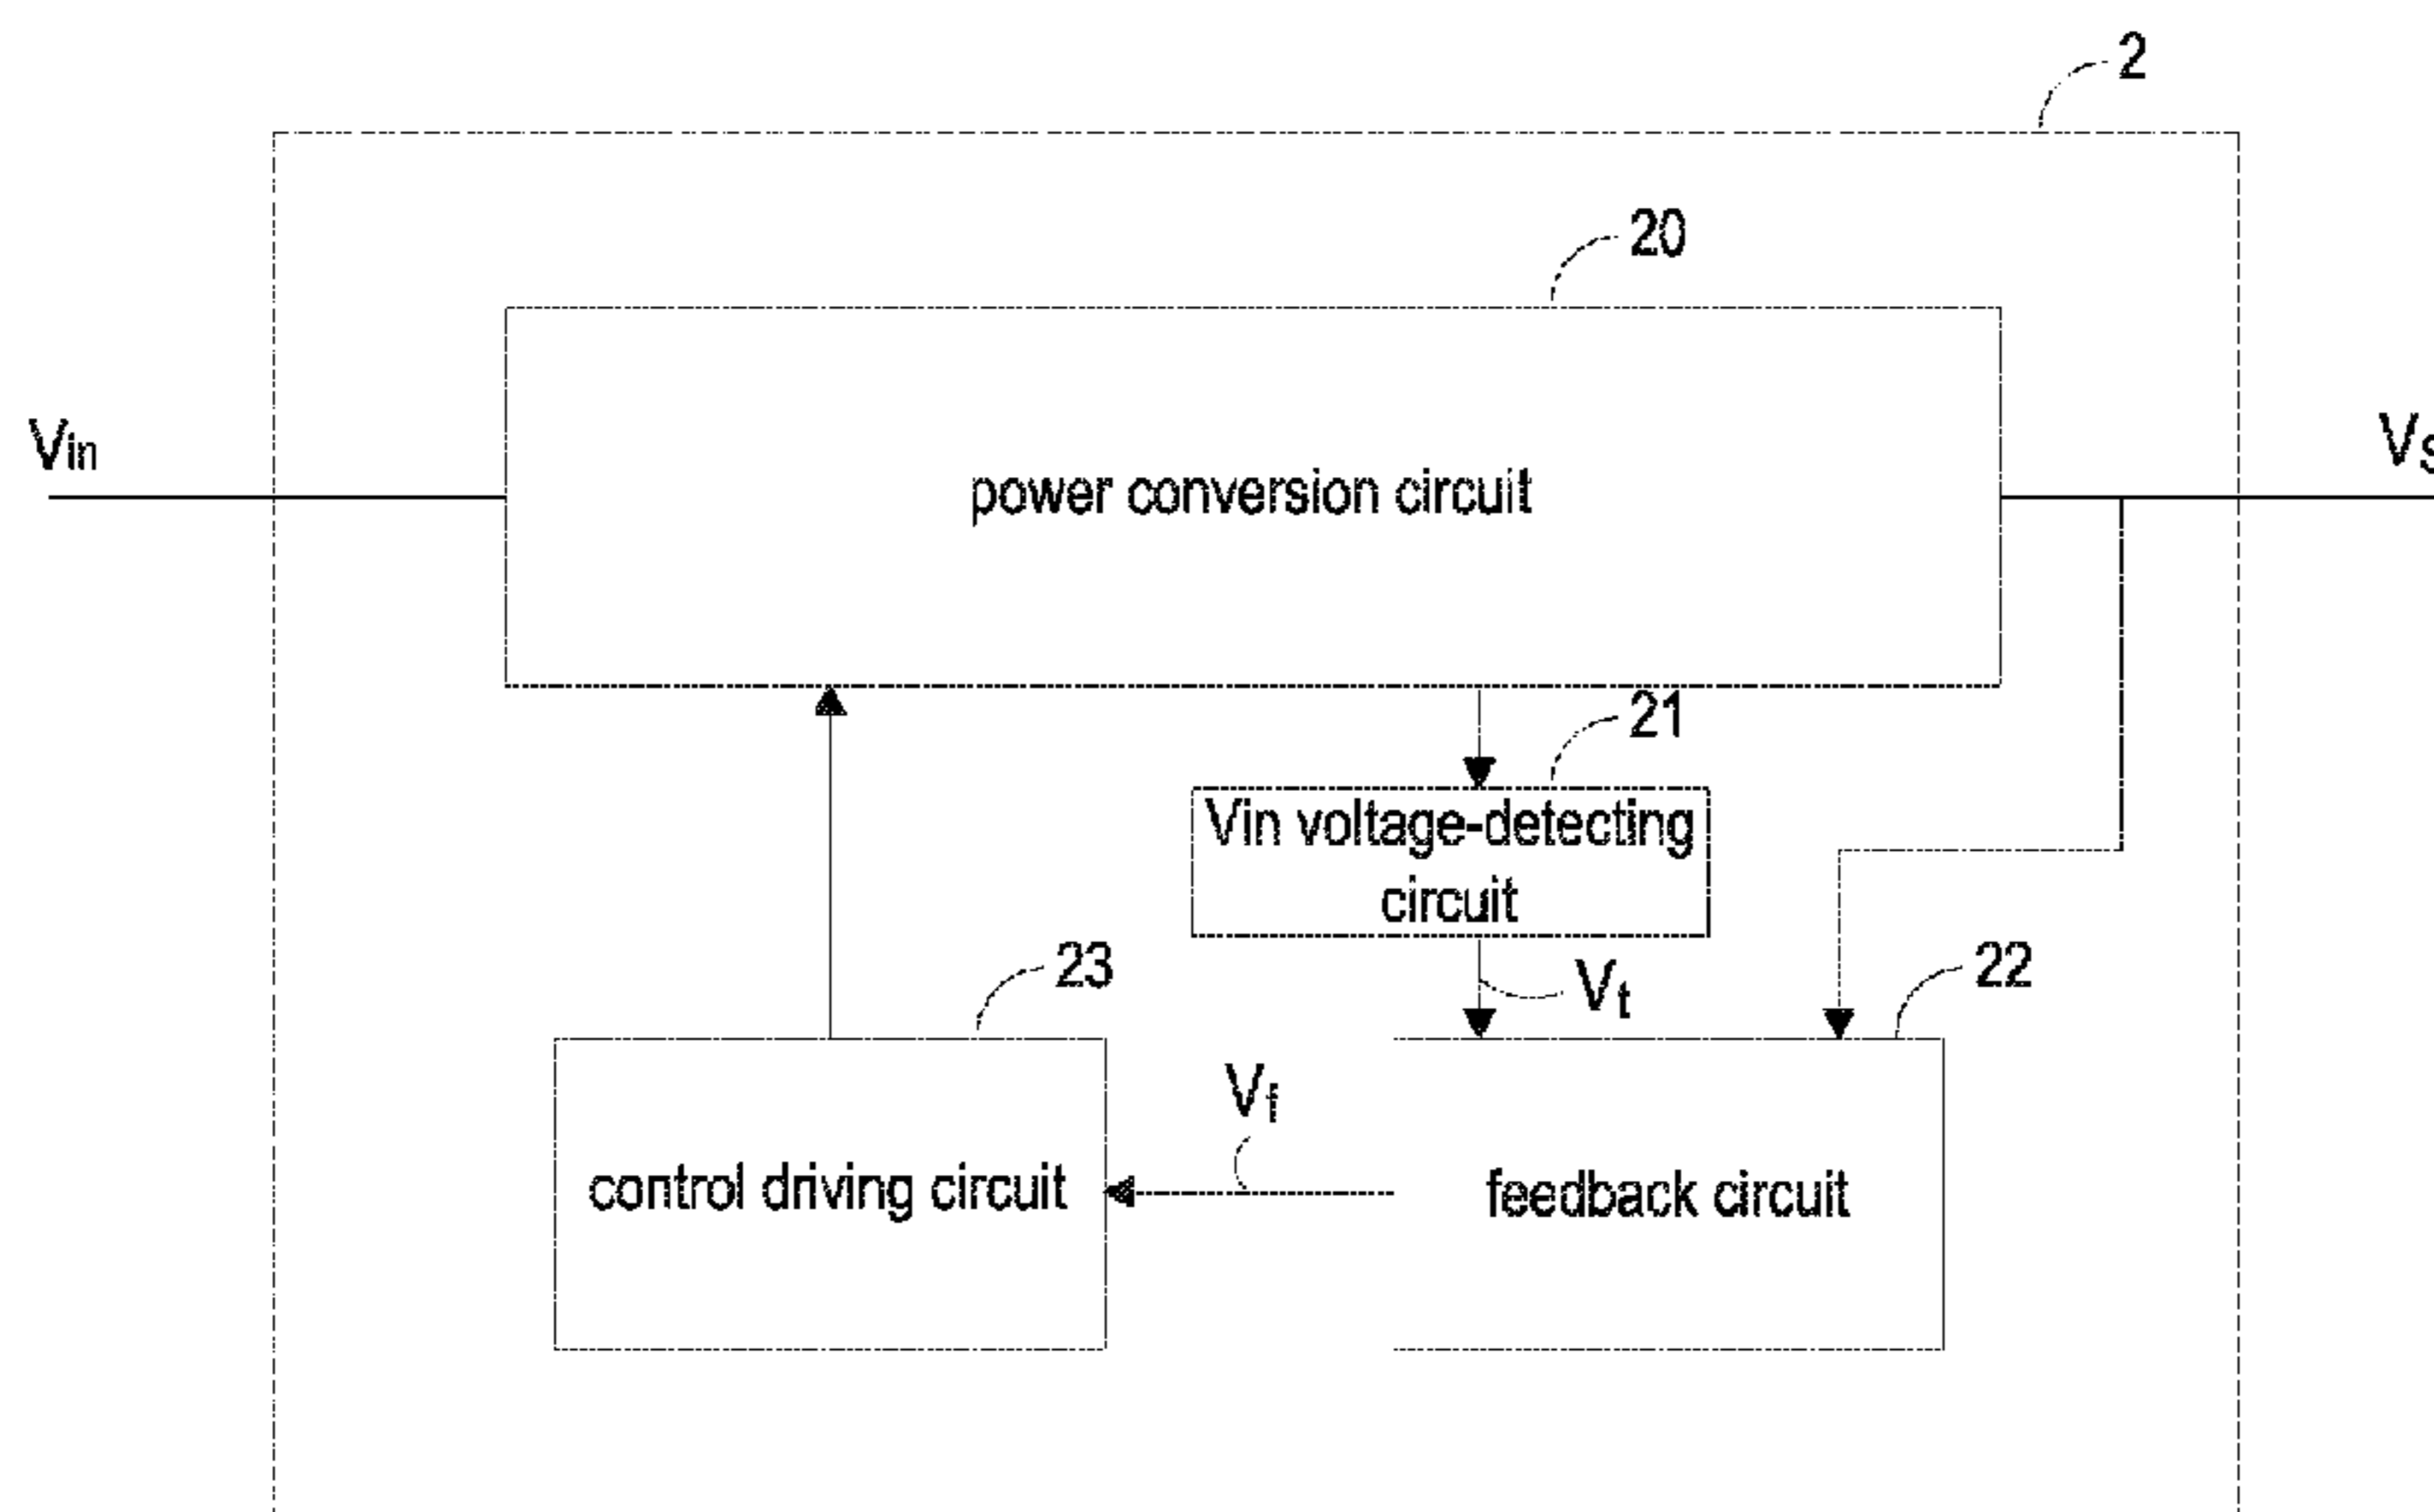 2
20
Vin
Vs
power conversion circuit
21
Vin voltage-detecting
circuit
23
Vt
22
Vf
control driving circuit
feedback circuit